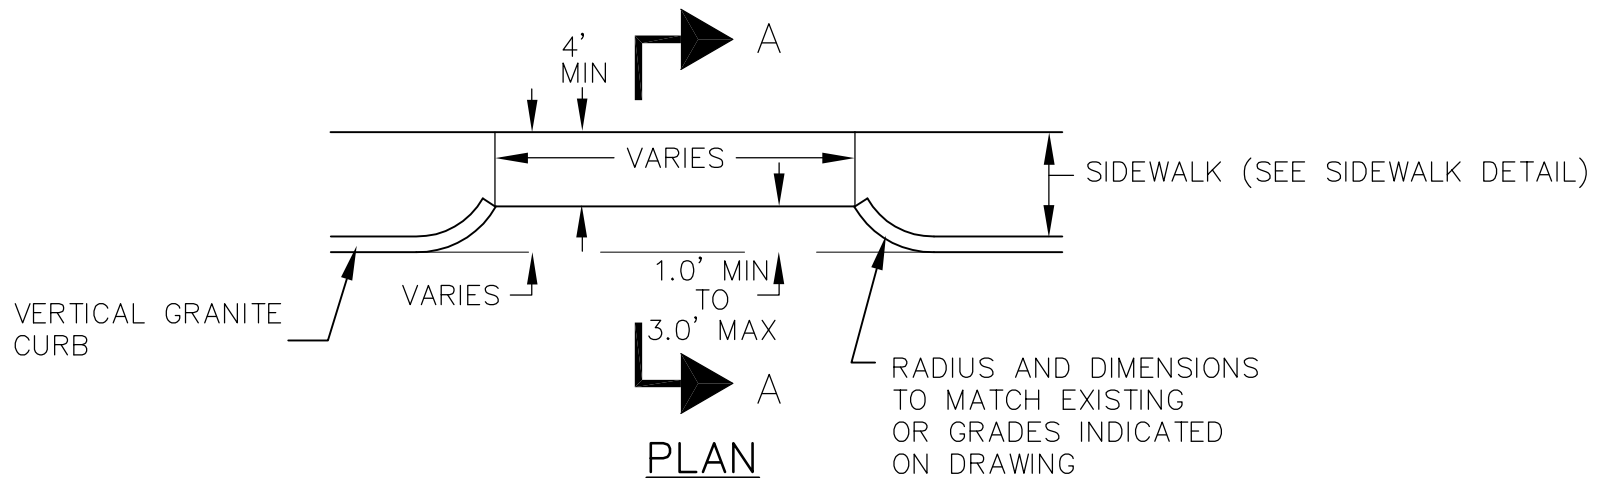 A
4'
MIN
VARIES
SIDEWALK (SEE SIDEWALK DETAIL)
VARIES
1.0' MIN
TO
3.0' MAX
VERTICAL GRANITE
CURB
A
RADIUS AND DIMENSIONS
TO MATCH EXISTING
OR GRADES INDICATED
ON DRAWING
PLAN